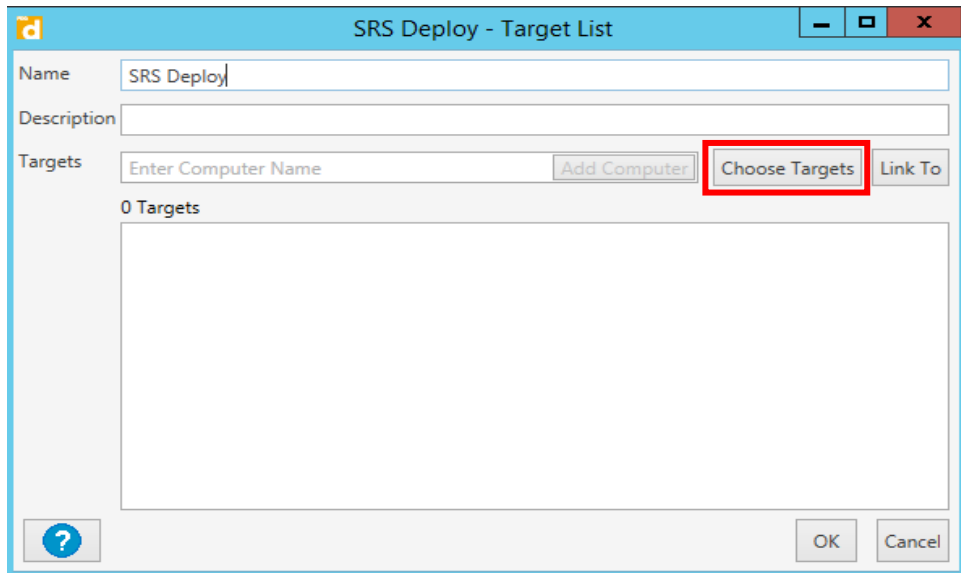 SRS Deploy - Target List
Name
SRS Deploy
Description
Targets
Enter Computer Name
Add Computer
Choose Targets
Link To
0 Targets
?
OK
Cancel